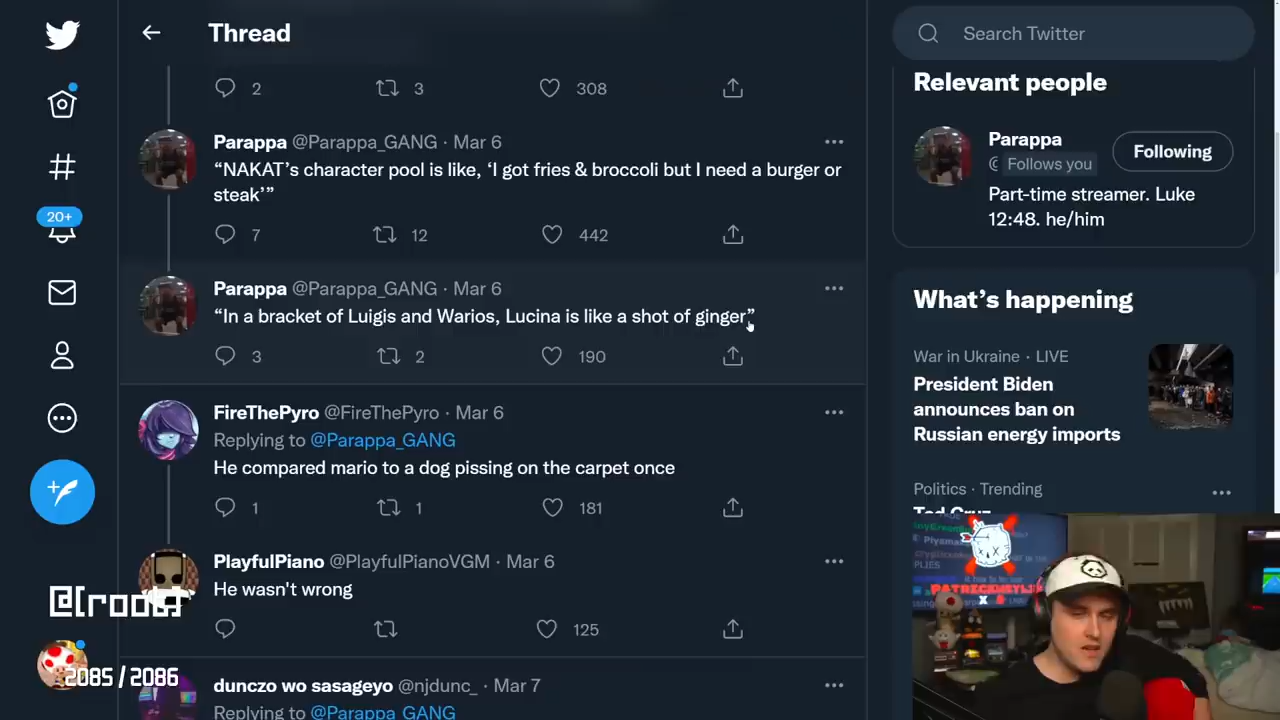 Thread
Search Twitter
2 3 308
Parappa @Parappa_GANG · Mar 6
“NAKAT’s character pool is like, ‘I got fries & broccoli but I need a burger or
steak’”
7 12 442
Parappa @Parappa_GANG · Mar 6
“In a bracket of Luigis and Warios, Lucina is like a shot of ginger”
3 2 190
FireThePyro @FireThePyro · Mar 6
Replying to @Parappa_GANG
He compared mario to a dog pissing on the carpet once
1 1 181
PlayfulPiano @PlayfulPianoVGM · Mar 6
He wasn't wrong
125
dunczo wo sasageyo @njdunc_ · Mar 7
Replying to @Parappa_GANG
20+
@[root]
2085 / 2086
Relevant people
Parappa
Follows you
Following
Part-time streamer. Luke
12:48. he/him
What’s happening
War in Ukraine · LIVE
President Biden
announces ban on
Russian energy imports
Politics · Trending
Ted Cruz